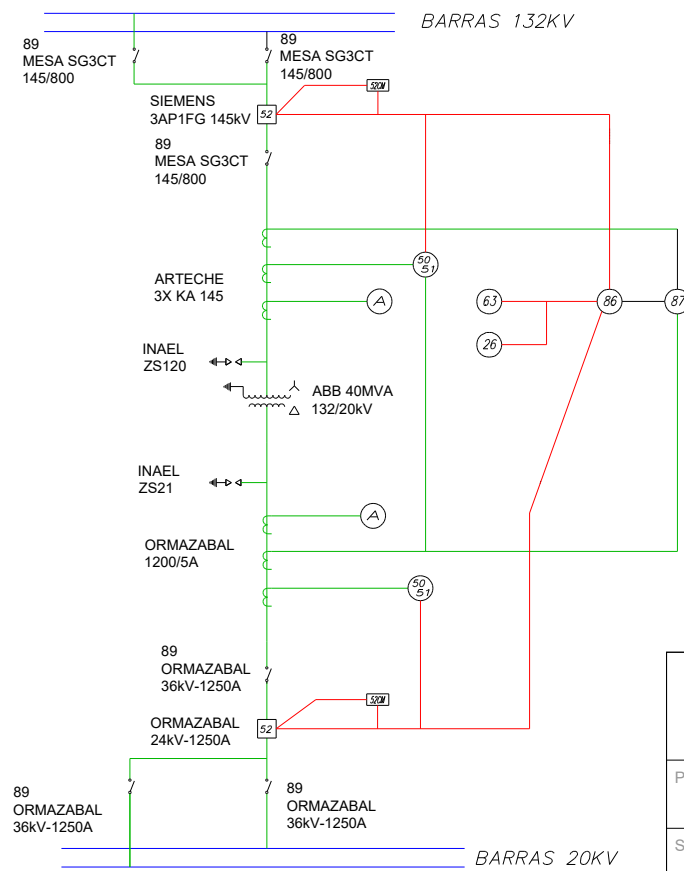 BARRAS 132KV
89
MESA SG3CT
145/800
89
MESA SG3CT
145/800
SIEMENS
3AP1FG 145kV
52
52CM
89
MESA SG3CT
145/800
50
51
ARTECHE
3X KA 145
A
63
86
87
26
INAEL
ZS120
ABB 40MVA
132/20kV
INAEL
ZS21
A
ORMAZABAL
1200/5A
50
51
89
ORMAZABAL
36kV-1250A
52CM
ORMAZABAL
24kV-1250A
52
89
ORMAZABAL
36kV-1250A
89
ORMAZABAL
36kV-1250A
BARRAS 20KV
P
S